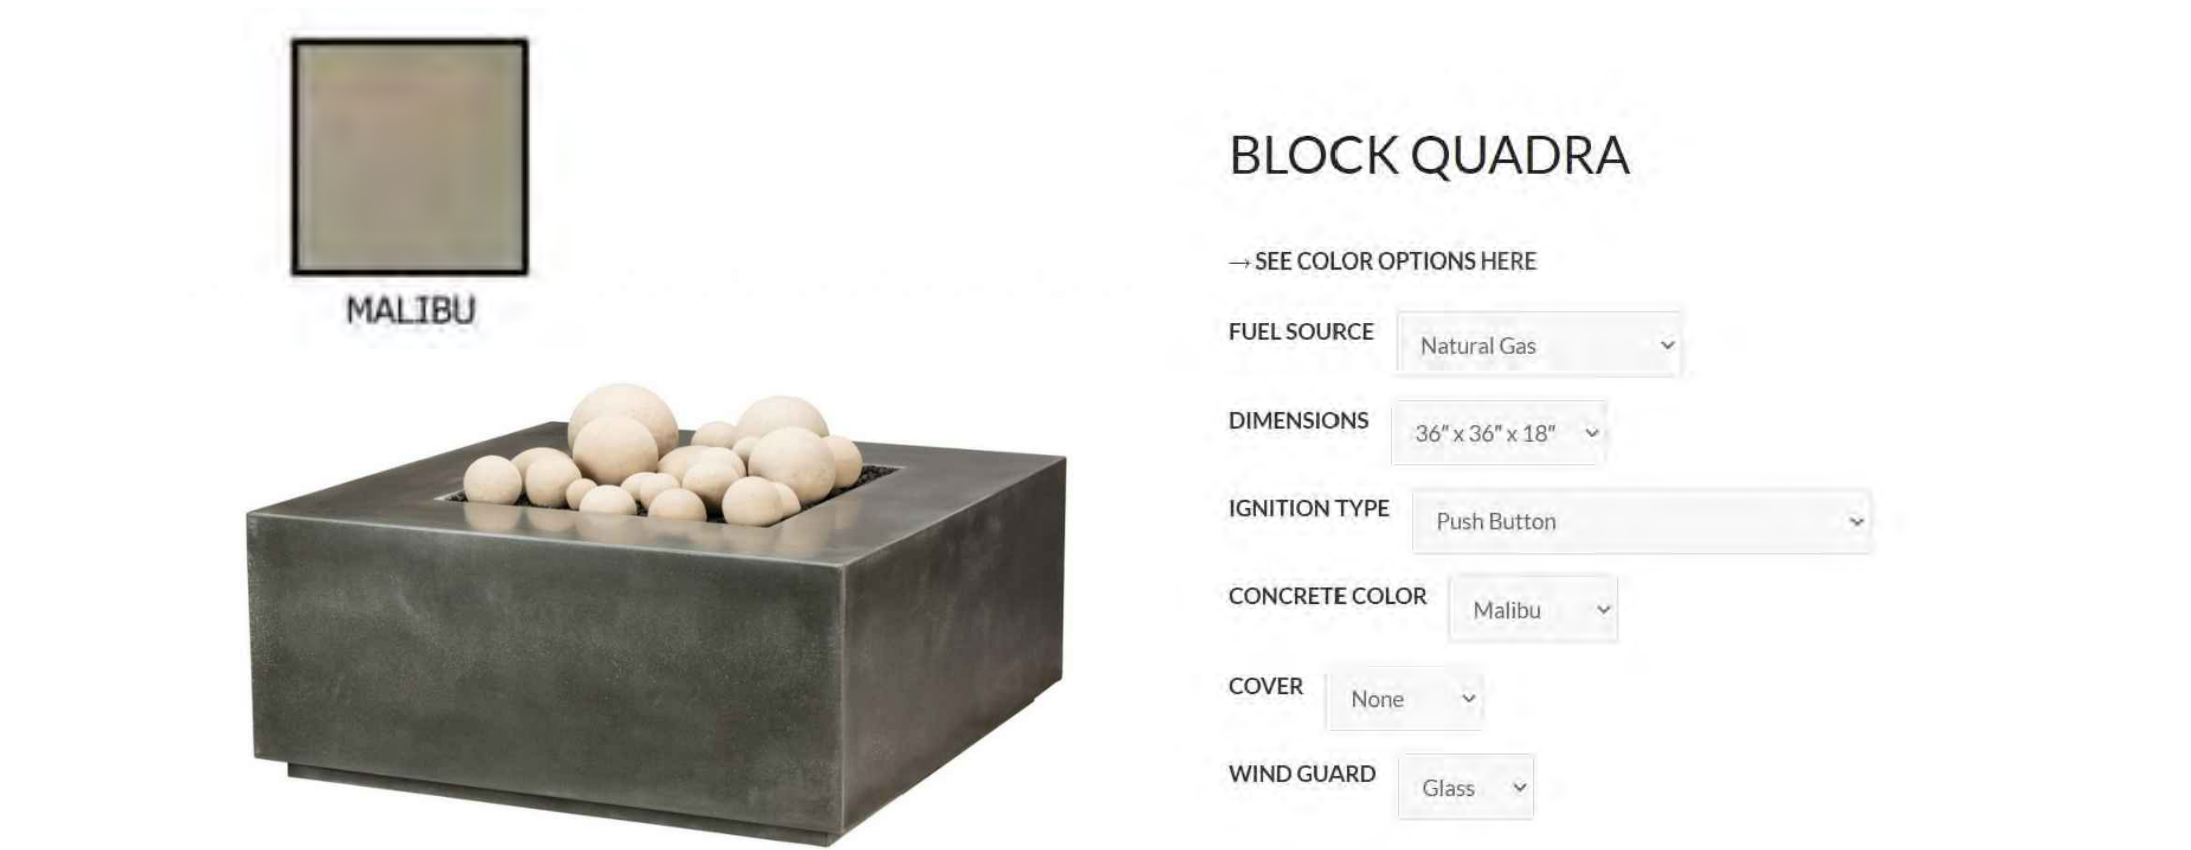 MALIBU
BLOCK QUADRA
→ SEE COLOR OPTIONS HERE
FUEL SOURCE Natural Gas
DIMENSIONS 36" x 36" x 18"
IGNITION TYPE Push Button
CONCRETE COLOR Malibu
COVER None
WIND GUARD Glass